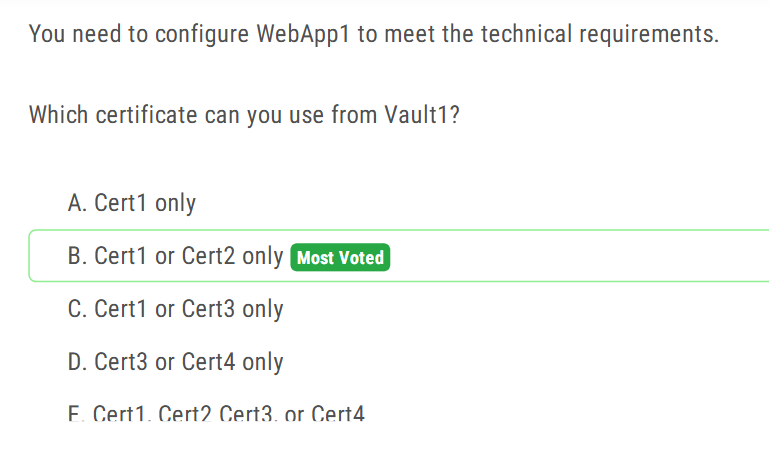 You need to configure WebApp1 to meet the technical requirements.
Which certificate can you use from Vault1?
A. Cert1 only
B. Cert1 or Cert2 only Most Voted
C. Cert1 or Cert3 only
D. Cert3 or Cert4 only
E. Cert1, Cert2 Cert3, or Cert4